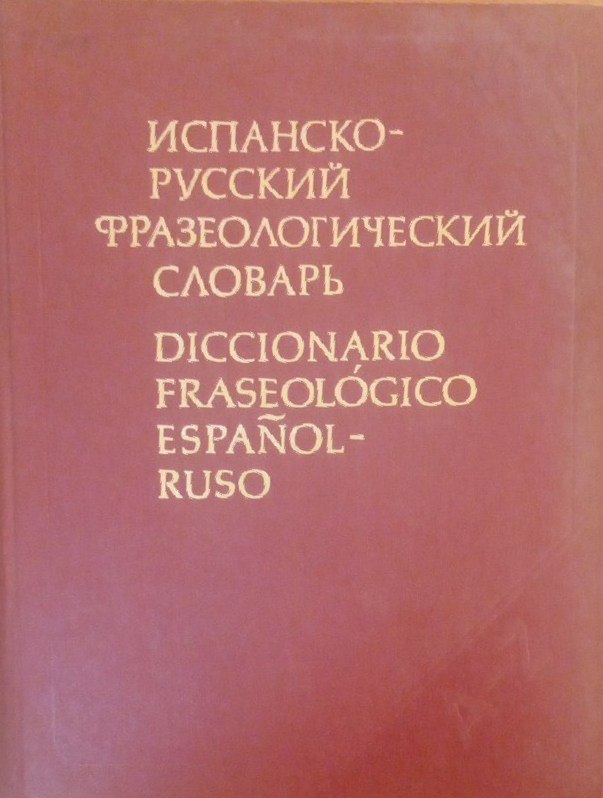 ИСПАНСКО-
РУССКИЙ
ФРАЗЕОЛОГИЧЕСКИЙ
СЛОВАРЬ
DICCIONARIO
FRASEOLÓGICO
ESPAÑOL-
RUSO